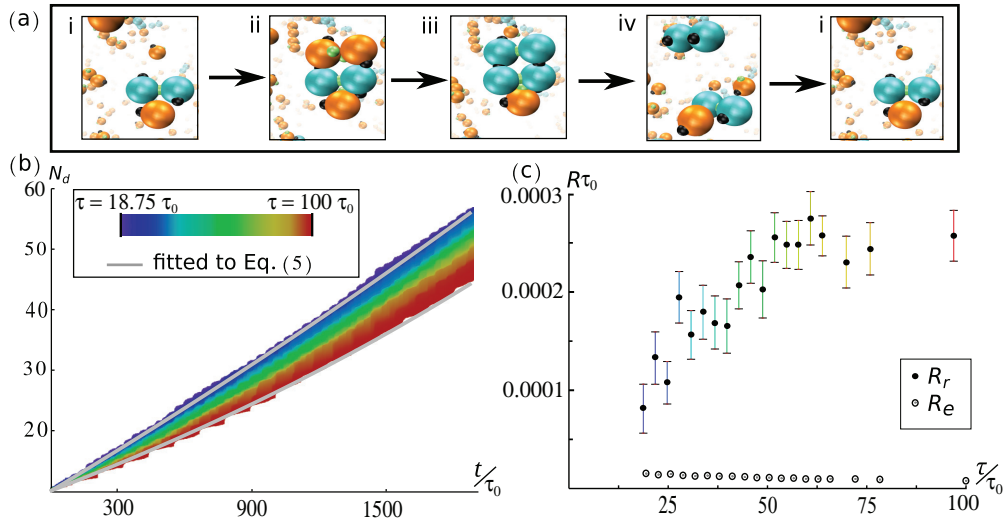 (a)
i ii iii iv i
(b)
N_d
60
50
40
30
20
300 900 1500
t/τ₀
τ = 18.75 τ₀ τ = 100 τ₀
fitted to Eq. (5)
(c)
Rτ₀
0.0003
0.0002
0.0001
25 50 75 100
τ/τ₀
R_r
R_e